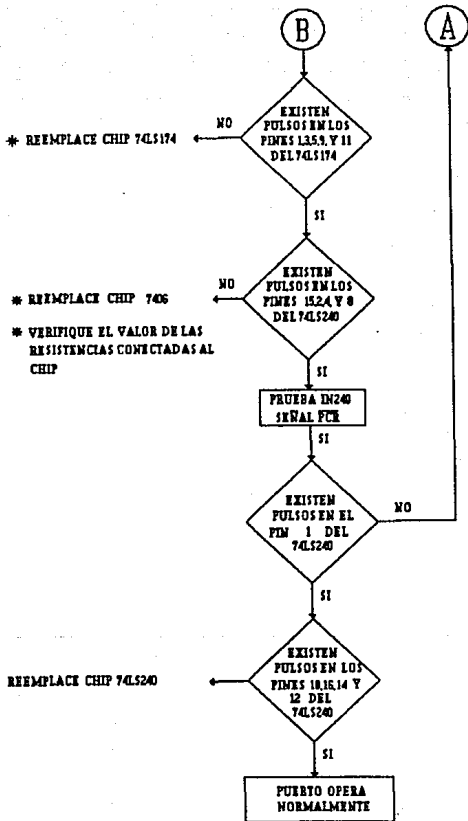 B
A
EXISTEN
PULSOS EN LOS
PINES 1,3,5,9, Y 11
DEL 74LS174
NO
* REEMPLACE CHIP 74LS174
SI
EXISTEN
PULSOS EN LOS
PINES 15,2,4, Y 8
DEL 74LS240
NO
* REEMPLACE CHIP 7406
* VERIFIQUE EL VALOR DE LAS
RESISTENCIAS CONECTADAS AL
CHIP
SI
PRUEBA IN240
SEÑAL PCR
SI
EXISTEN
PULSOS EN EL
PIN 1 DEL
74LS240
NO
SI
EXISTEN
PULSOS EN LOS
PINES 18,16,14 Y
12 DEL
74LS240
REEMPLACE CHIP 74LS240
SI
PUERTO OPERA
NORMALMENTE